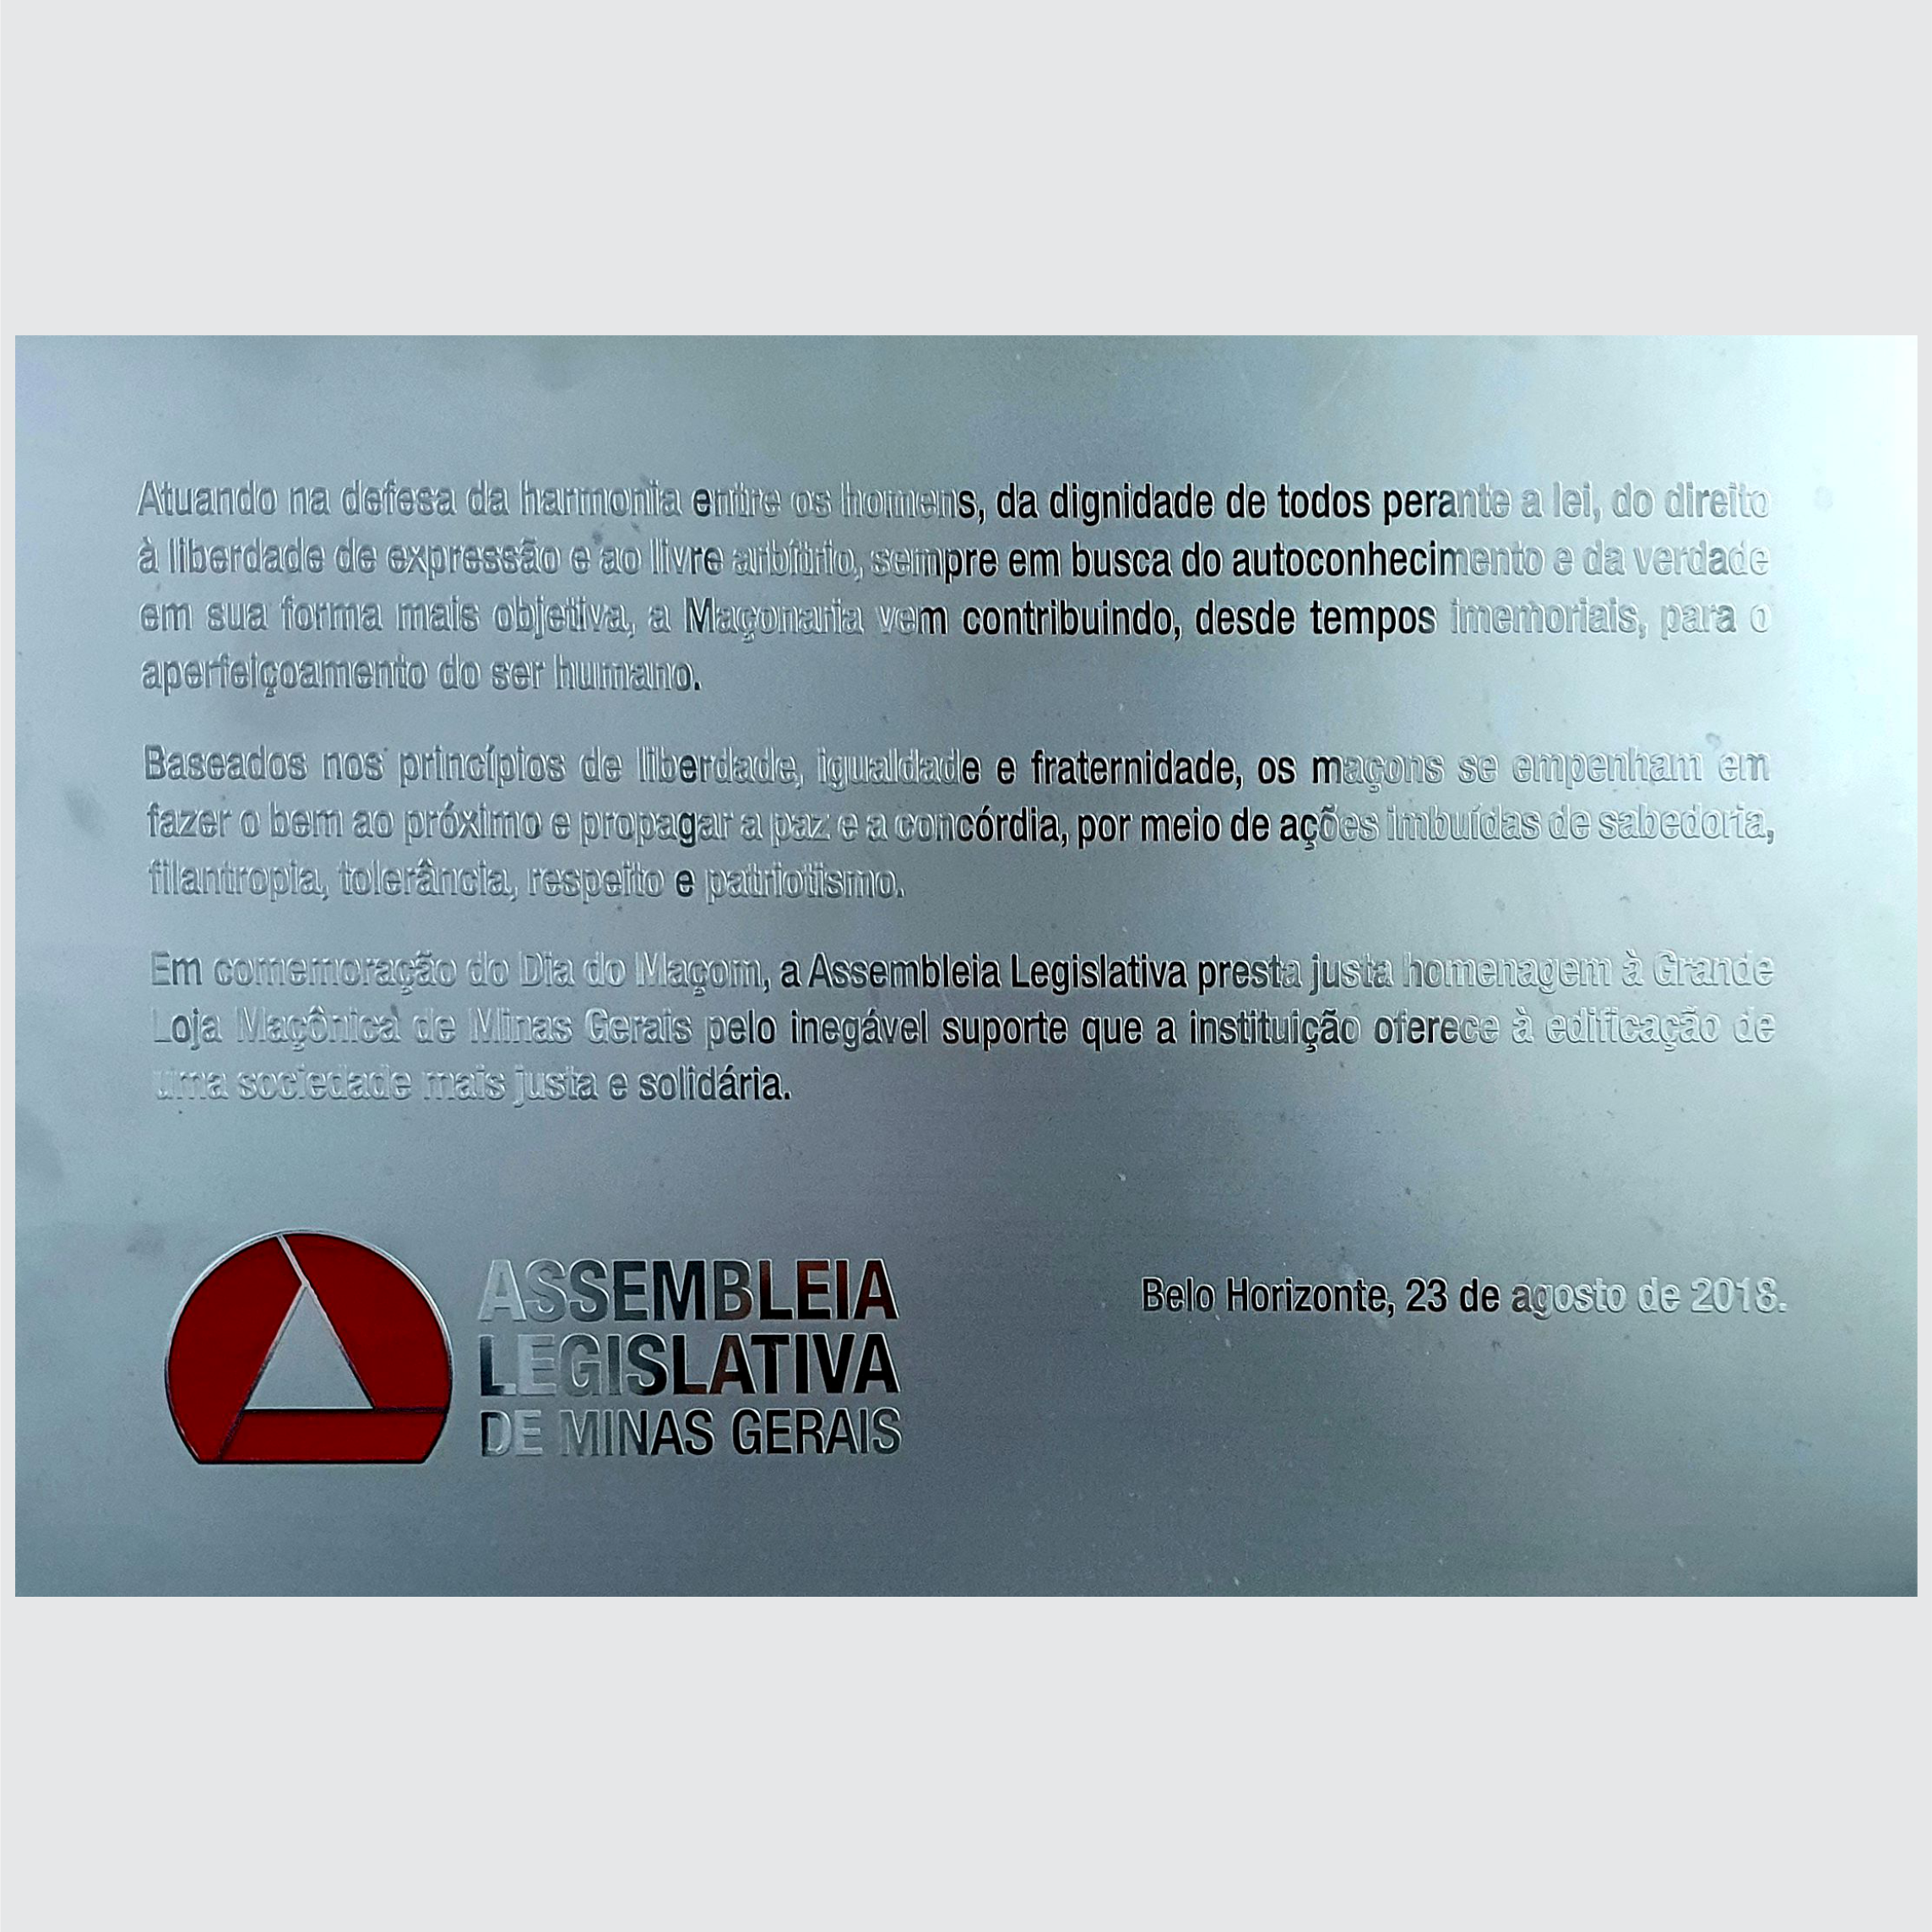 Atuando na defesa da harmonia entre os homens, da dignidade de todos perante a lei, do direito
à liberdade de expressão e ao livre arbítrio, sempre em busca do autoconhecimento e da verdade
em sua forma mais objetiva, a Maçonaria vem contribuindo, desde tempos imemoriais, para o
aperfeiçoamento do ser humano.
Baseados nos princípios de liberdade, igualdade e fraternidade, os maçons se empenham em
fazer o bem ao próximo e propagar a paz e a concórdia, por meio de ações imbuídas de sabedoria,
filantropia, tolerância, respeito e patriotismo.
Em comemoração do Dia do Maçom, a Assembleia Legislativa presta justa homenagem à Grande
Loja Maçônica de Minas Gerais pelo inegável suporte que a instituição oferece à edificação de
uma sociedade mais justa e solidária.
ASSEMBLEIA
LEGISLATIVA
DE MINAS GERAIS
Belo Horizonte, 23 de agosto de 2018.